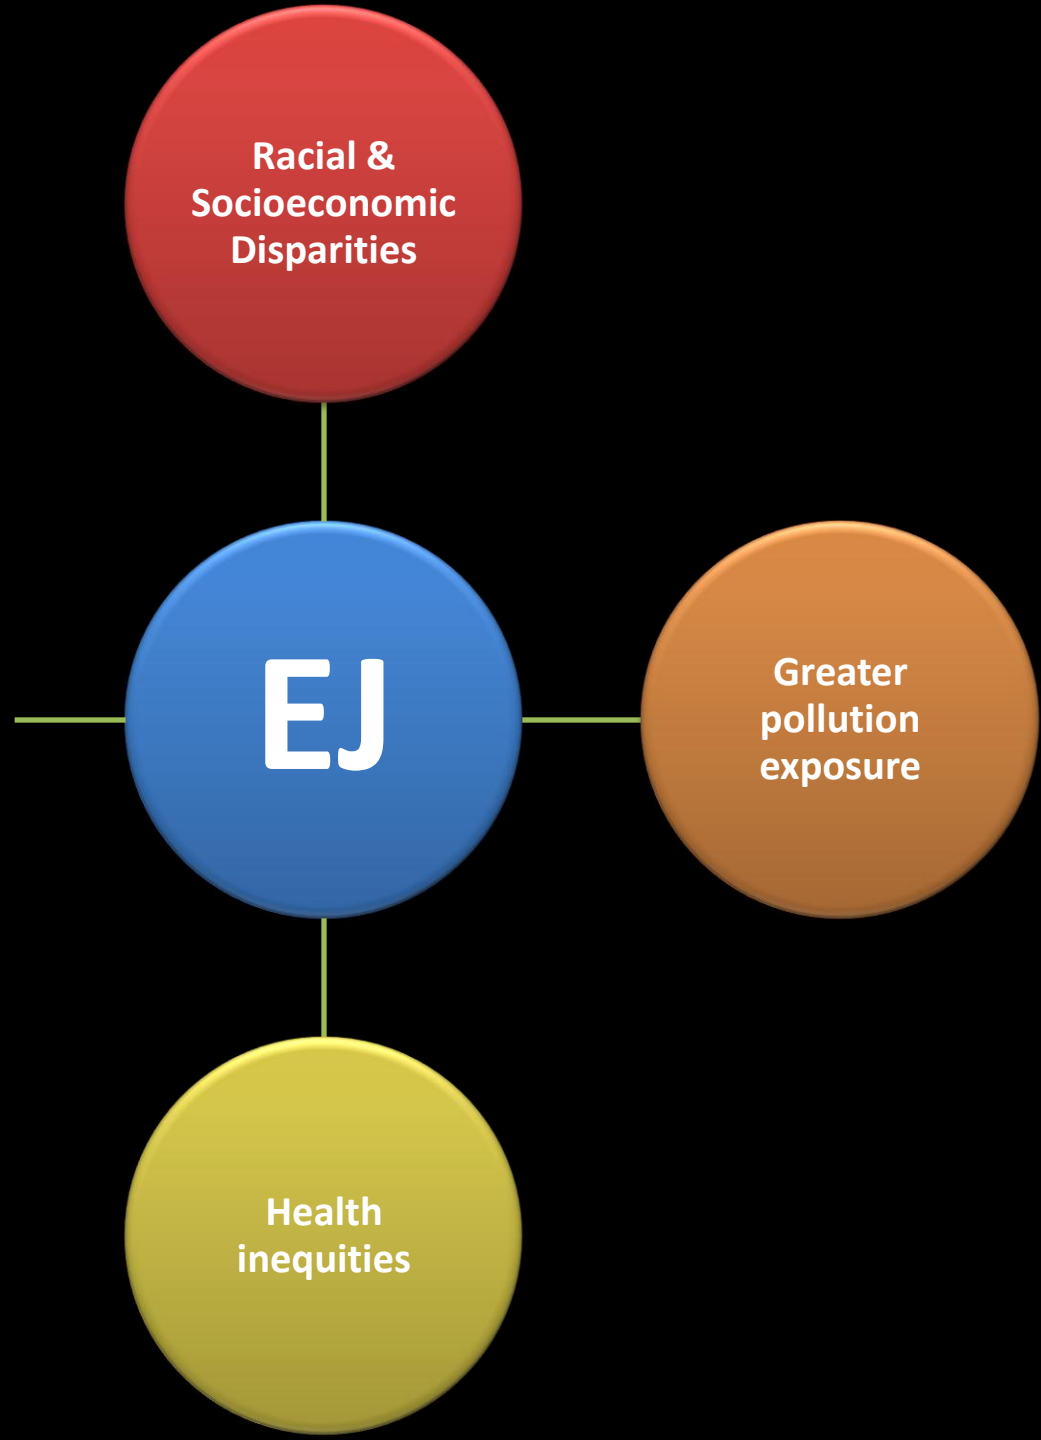 Racial &
Socioeconomic
Disparities
EJ
Greater
pollution
exposure
Health
inequities